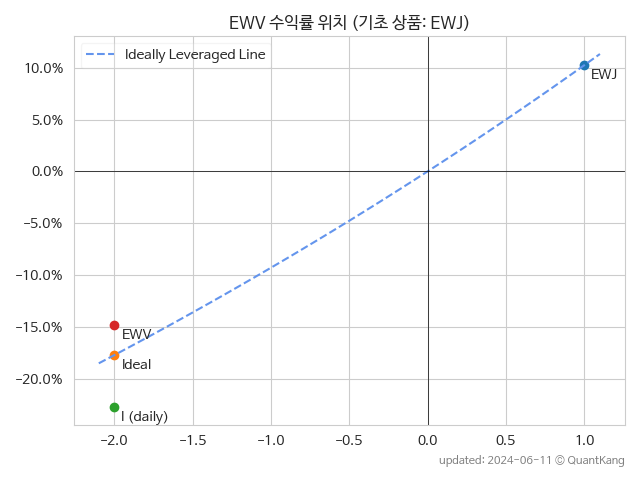 EWV 수익률 위치 (기초 상품: EWJ)
Ideally Leveraged Line
10.0%
EWJ
5.0%
0.0%
−5.0%
−10.0%
−15.0%
EWV
Ideal
−20.0%
I (daily)
−2.0 −1.5 −1.0 −0.5 0.0 0.5 1.0
updated: 2024-06-11 © QuantKang